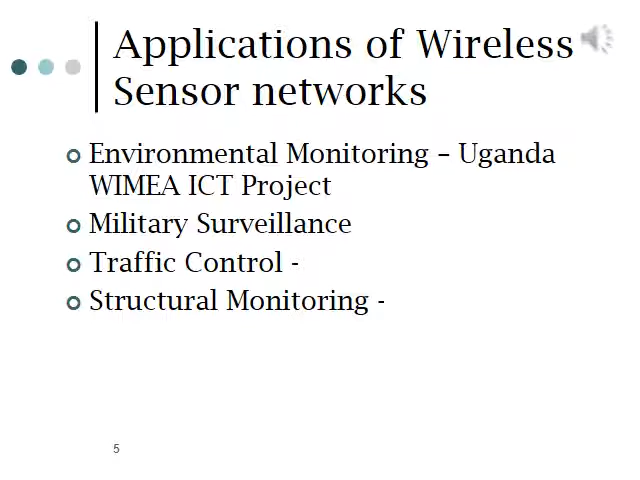 Applications of Wireless
Sensor networks
Environmental Monitoring – Uganda
WIMEA ICT Project
Military Surveillance
Traffic Control -
Structural Monitoring -
5